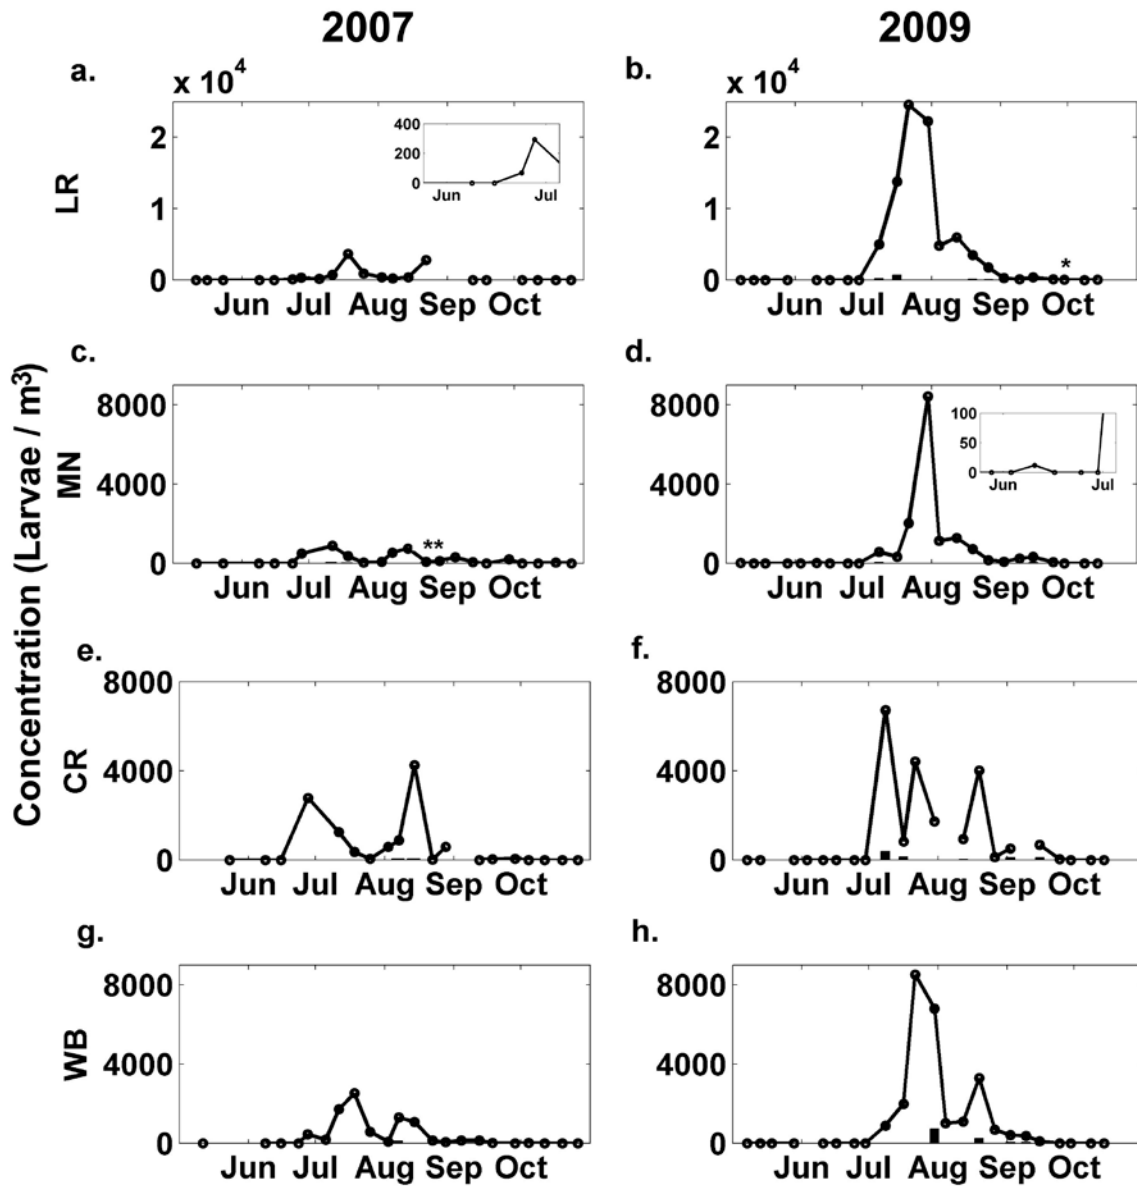 2007
2009
a.
x 10⁴
2
1
0
LR
400
200
0
Jun Jul
Jun Jul Aug Sep Oct
b.
x 10⁴
2
1
0
*
Jun Jul Aug Sep Oct
Concentration (Larvae / m³)
c.
8000
4000
0
MN
**
Jun Jul Aug Sep Oct
d.
8000
4000
0
100
50
0
Jun Jul
Jun Jul Aug Sep Oct
e.
8000
4000
0
CR
Jun Jul Aug Sep Oct
f.
8000
4000
0
Jun Jul Aug Sep Oct
g.
8000
4000
0
WB
Jun Jul Aug Sep Oct
h.
8000
4000
0
Jun Jul Aug Sep Oct